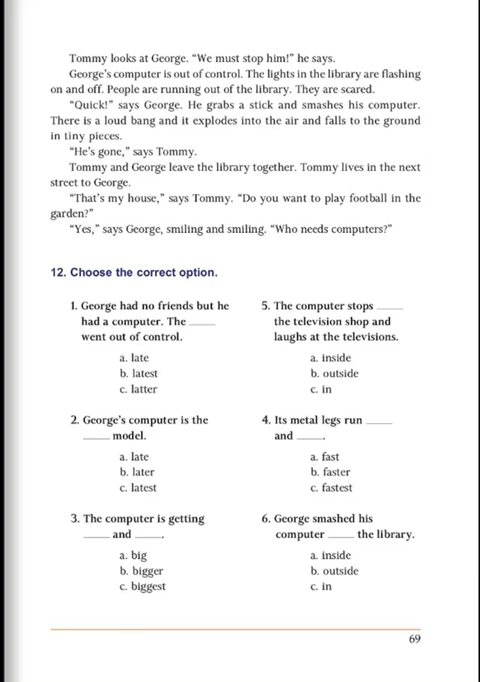 Tommy looks at George. “We must stop him!” he says.
George’s computer is out of control. The lights in the library are flashing
on and off. People are running out of the library. They are scared.
“Quick!” says George. He grabs a stick and smashes his computer.
There is a loud bang and it explodes into the air and falls to the ground
in tiny pieces.
“He’s gone,” says Tommy.
Tommy and George leave the library together. Tommy lives in the next
street to George.
“That’s my house,” says Tommy. “Do you want to play football in the
garden?”
“Yes,” says George, smiling and smiling. “Who needs computers?”
12. Choose the correct option.
1. George had no friends but he
had a computer. The ____
went out of control.
a. late
b. latest
c. latter
2. George’s computer is the
____ model.
a. late
b. later
c. latest
3. The computer is getting
____ and ____.
a. big
b. bigger
c. biggest
5. The computer stops ____
the television shop and
laughs at the televisions.
a. inside
b. outside
c. in
4. Its metal legs run ____
and ____.
a. fast
b. faster
c. fastest
6. George smashed his
computer ____ the library.
a. inside
b. outside
c. in
69